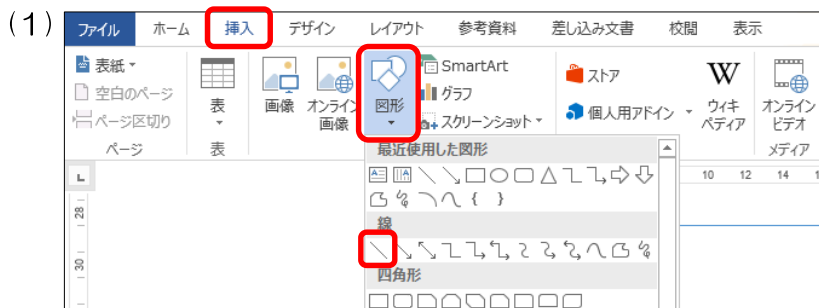 (1)
ファイル ホーム 挿入 デザイン レイアウト 参考資料 差し込み文書 校閲 表示
表紙
空白のページ
ページ区切り
ページ
表
表
画像
オンライン
画像
図形
SmartArt
グラフ
スクリーンショット
ストア
個人用アドイン
W
ウィキ
ペディア
オンライン
ビデオ
メディア
最近使用した図形
線
四角形
L
10 12 14
28
30